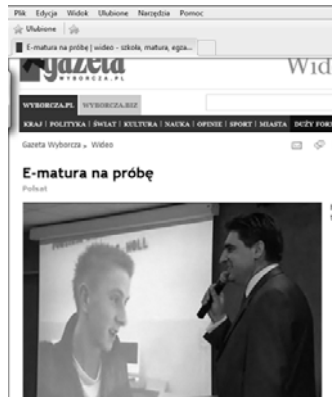 Plik Edycja Widok Ulubione Narzędzia Pomoc
Ulubione
E-matura na próbę | wideo - szkoła, matura, egza...
gazeta
WYBORCZA.PL
Wid
WYBORCZA.PL WYBORCZA.BIZ
KRAJ | POLITYKA | ŚWIAT | KULTURA | NAUKA | OPINIE | SPORT | MIASTA DUŻY FOR
Gazeta Wyborcza » Wideo
E-matura na próbę
Polsat